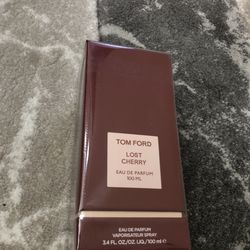 TOM FORD
LOST
CHERRY
EAU DE PARFUM
100 ML
EAU DE PARFUM
VAPORISATEUR SPRAY
3.4 FL.OZ./OZ.LIQ./100 ml ℮